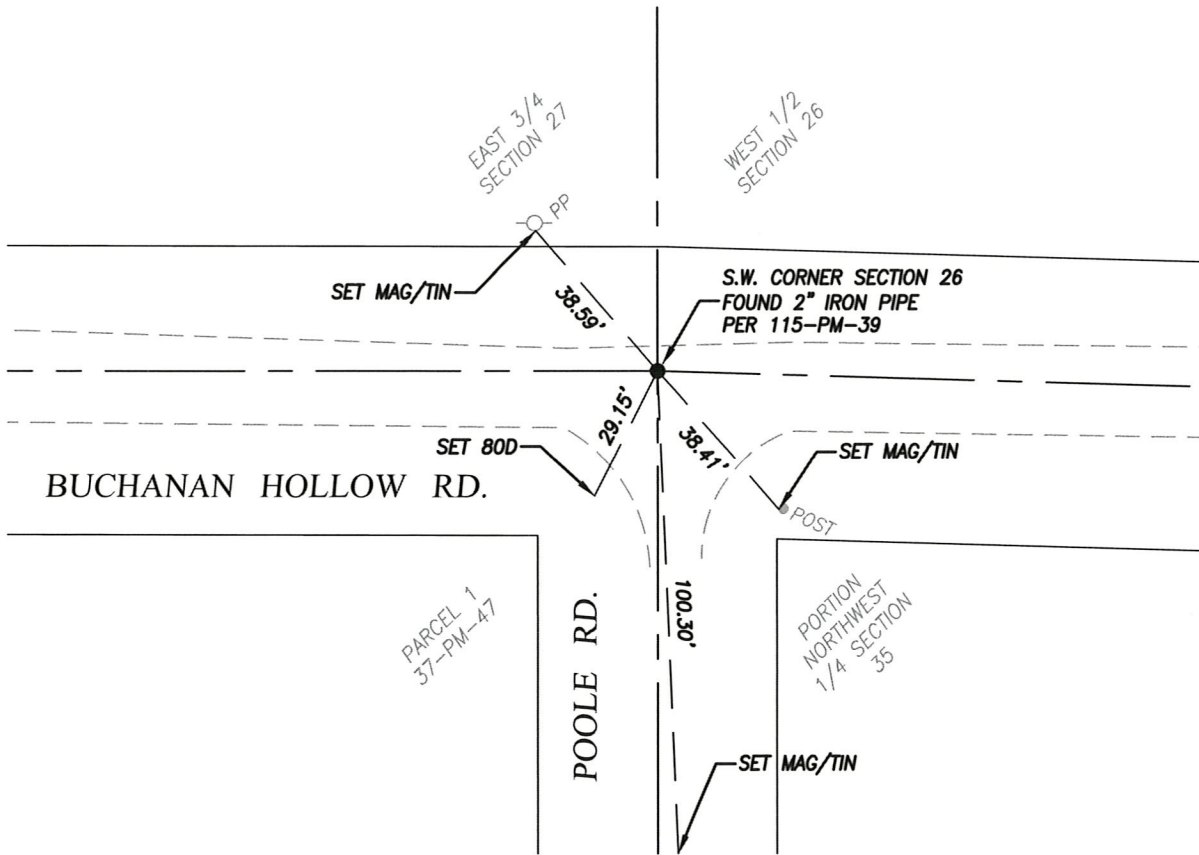 EAST 3/4
SECTION 27
WEST 1/2
SECTION 26
PP
SET MAG/TIN
38.59'
S.W. CORNER SECTION 26
FOUND 2" IRON PIPE
PER 115-PM-39
29.15'
38.41'
SET 80D
SET MAG/TIN
BUCHANAN HOLLOW RD.
POST
100.30'
PARCEL 1
37-PM-47
POOLE RD.
PORTION
NORTHWEST
1/4 SECTION
35
SET MAG/TIN